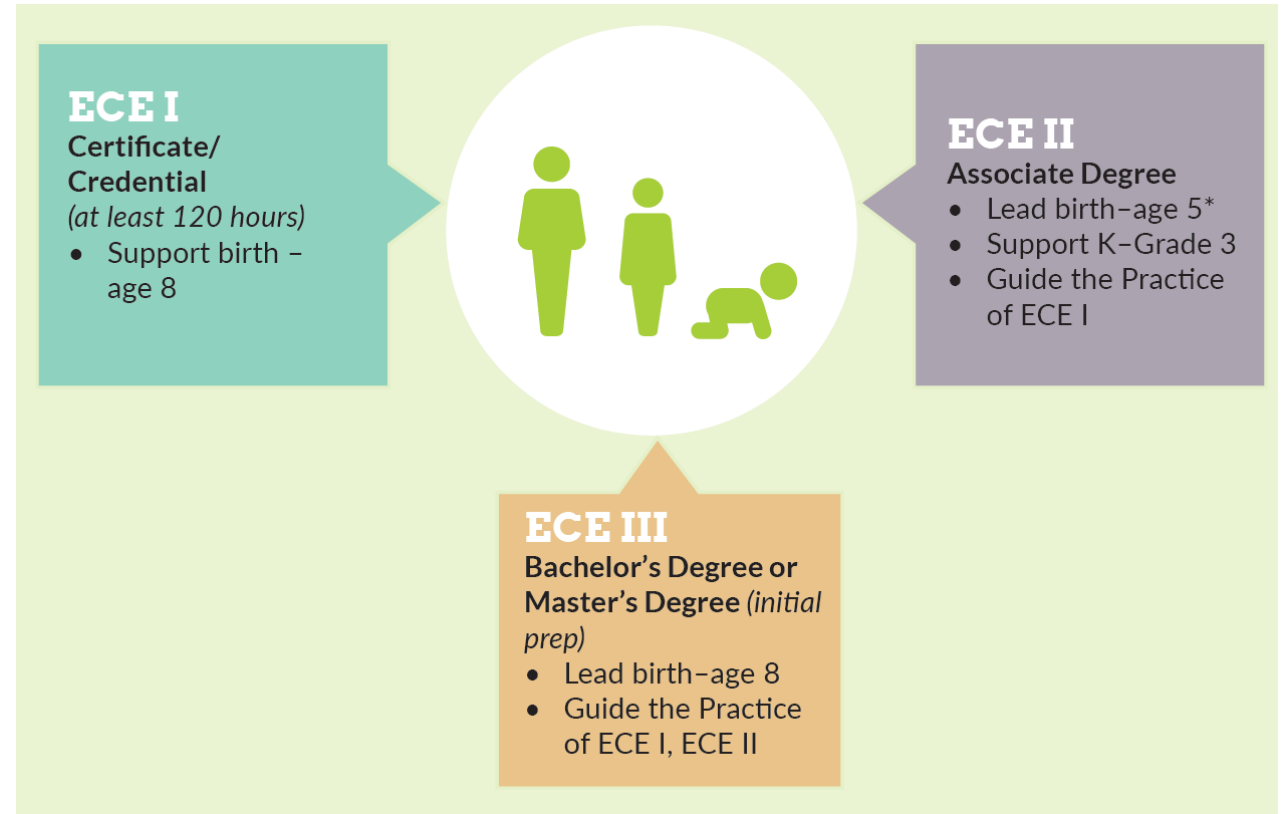 ECE I
Certificate/
Credential
(at least 120 hours)
• Support birth –
age 8
ECE II
Associate Degree
• Lead birth–age 5*
• Support K–Grade 3
• Guide the Practice
of ECE I
ECE III
Bachelor’s Degree or
Master’s Degree (initial
prep)
• Lead birth–age 8
• Guide the Practice
of ECE I, ECE II